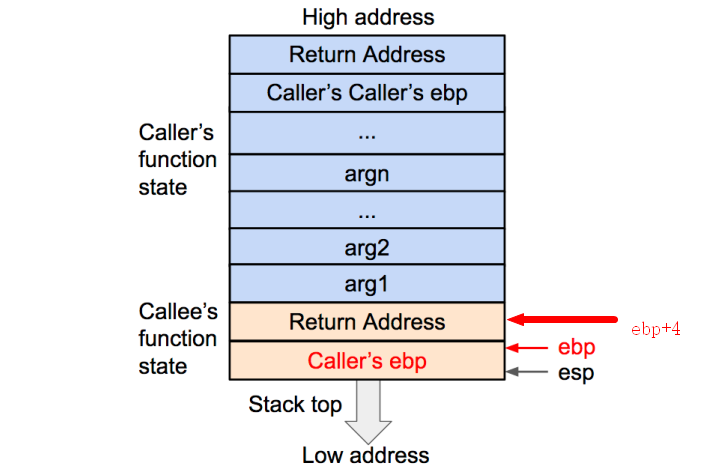 High address
Return Address
Caller's Caller's ebp
...
Caller's
function
state
argn
...
arg2
arg1
Callee's
function
state
Return Address
ebp+4
ebp
Caller's ebp
esp
Stack top
Low address